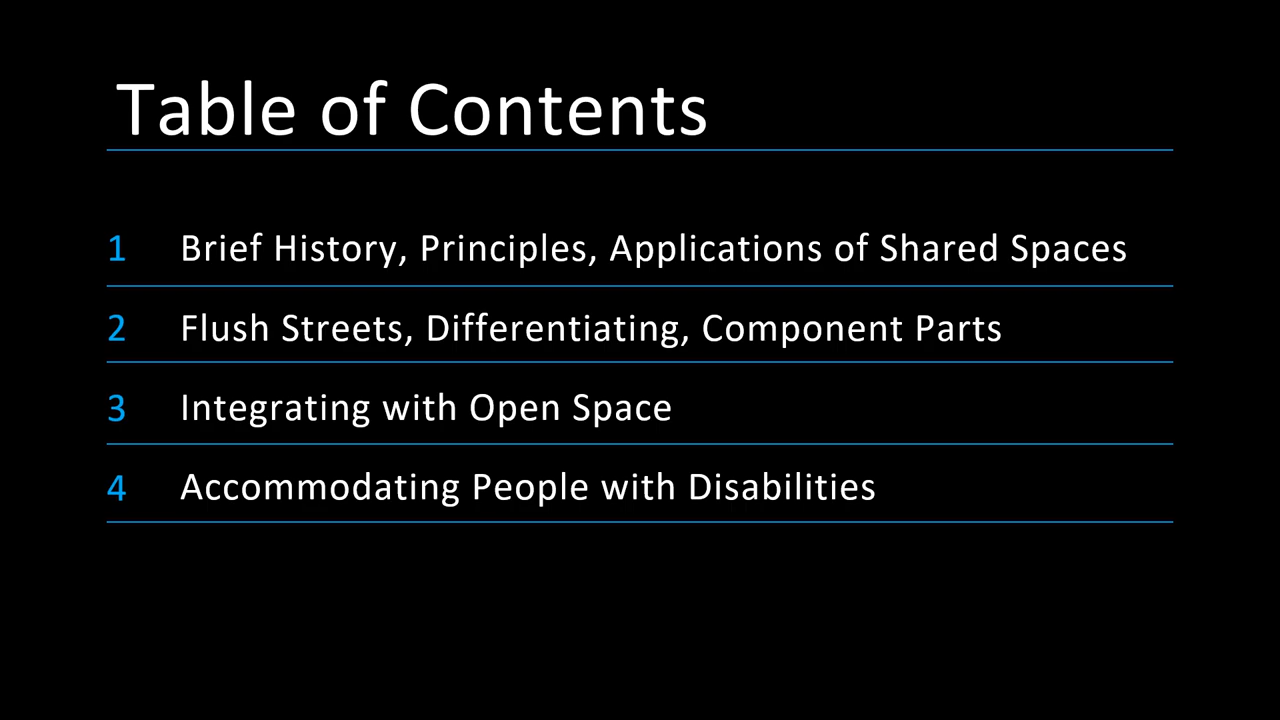 Table of Contents
1 Brief History, Principles, Applications of Shared Spaces
2 Flush Streets, Differentiating, Component Parts
3 Integrating with Open Space
4 Accommodating People with Disabilities